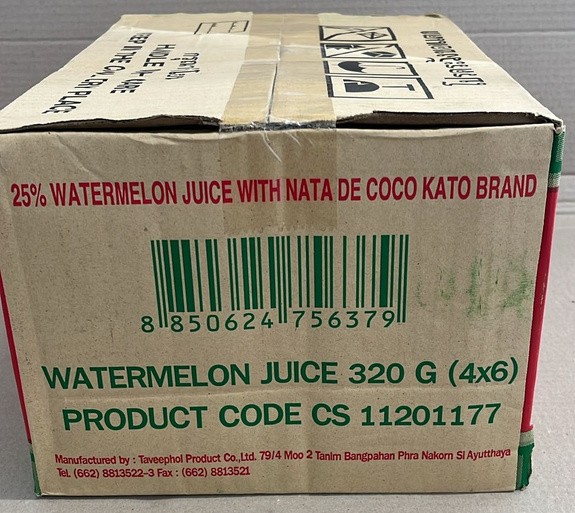 25% WATERMELON JUICE WITH NATA DE COCO KATO BRAND
8 850624 756379
WATERMELON JUICE 320 G (4x6)
PRODUCT CODE CS 11201177
Manufactured by : Taveephol Product Co.,Ltd. 79/4 Moo 2 Tanim Bangpahan Phra Nakorn Si Ayutthaya
Tel. (662) 8813522-3 Fax : (662) 8813521